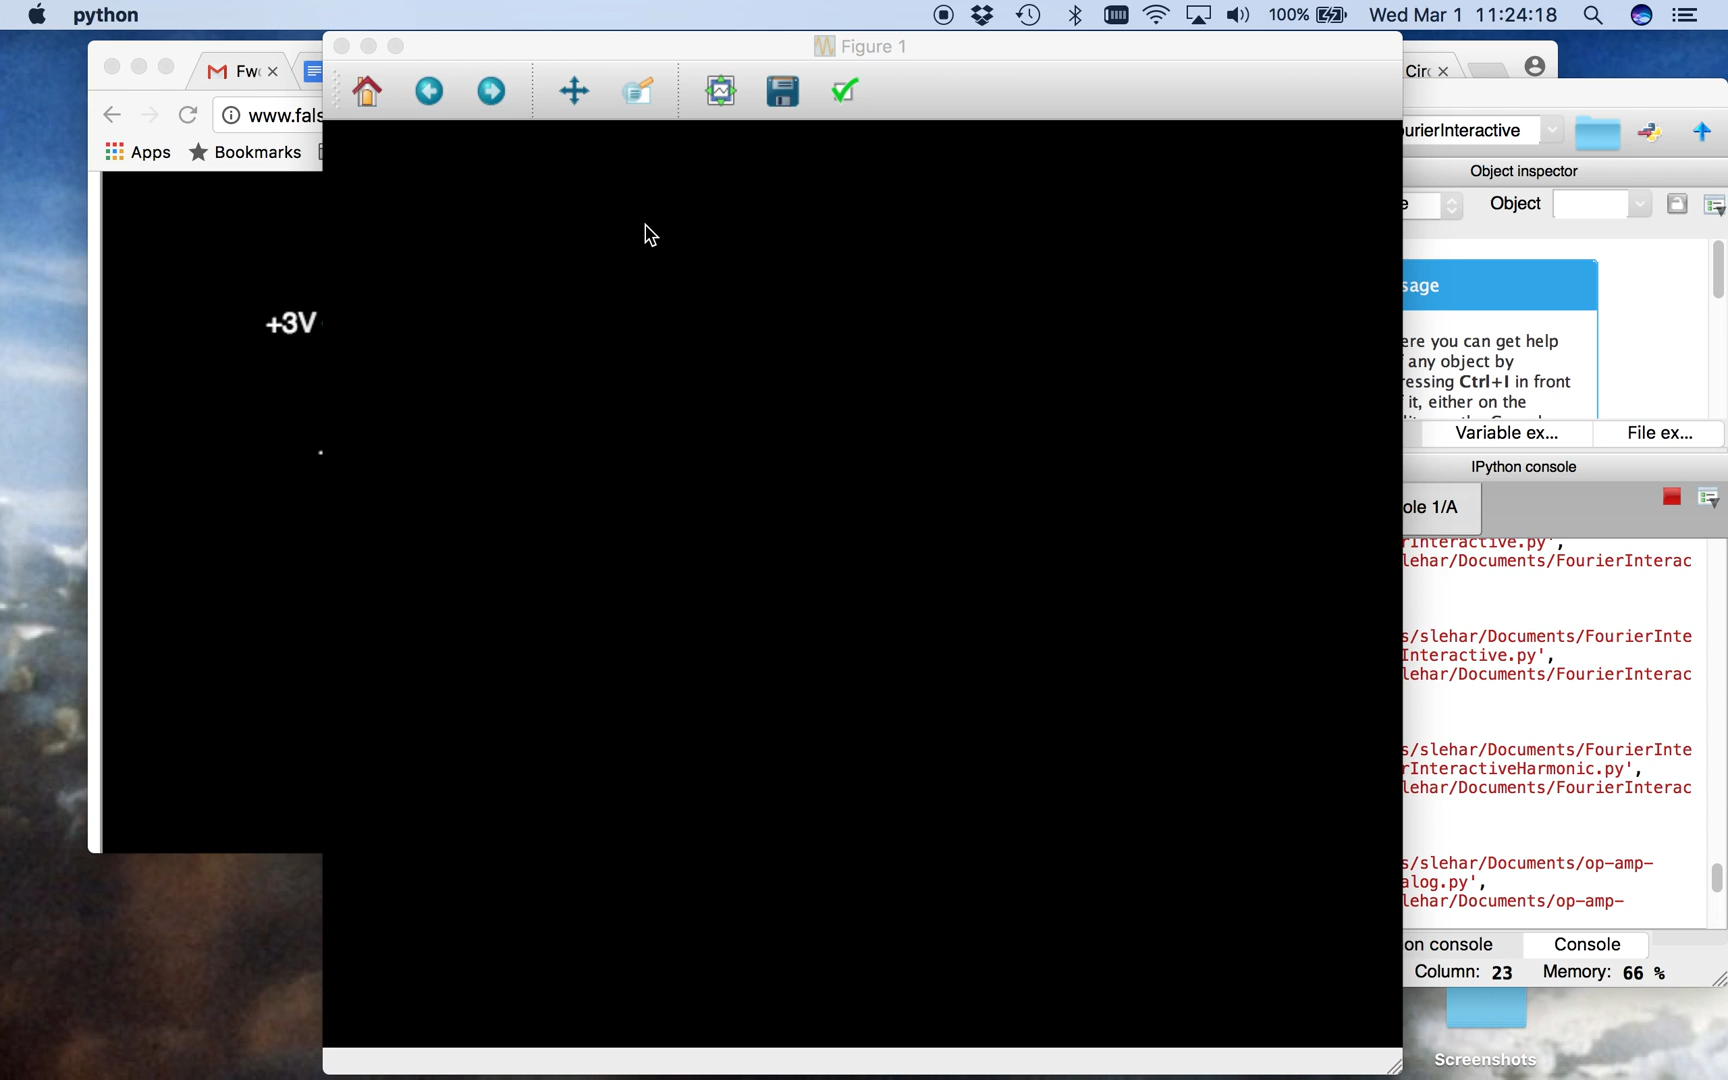 python
100%
Wed Mar 1 11:24:18
Figure 1
Fwd
Circ
www.fals
Apps
Bookmarks
+3V
ourierInteractive
Object inspector
Object
sage
ere you can get help
any object by
ressing Ctrl+I in front
it, either on the
Variable ex...
File ex...
IPython console
ole 1/A
rInteractive.py',
lehar/Documents/FourierInterac
s/slehar/Documents/FourierInte
Interactive.py',
lehar/Documents/FourierInterac
s/slehar/Documents/FourierInte
rInteractiveHarmonic.py',
lehar/Documents/FourierInterac
s/slehar/Documents/op-amp-
alog.py',
lehar/Documents/op-amp-
on console
Console
Column: 23
Memory: 66 %
Screenshots